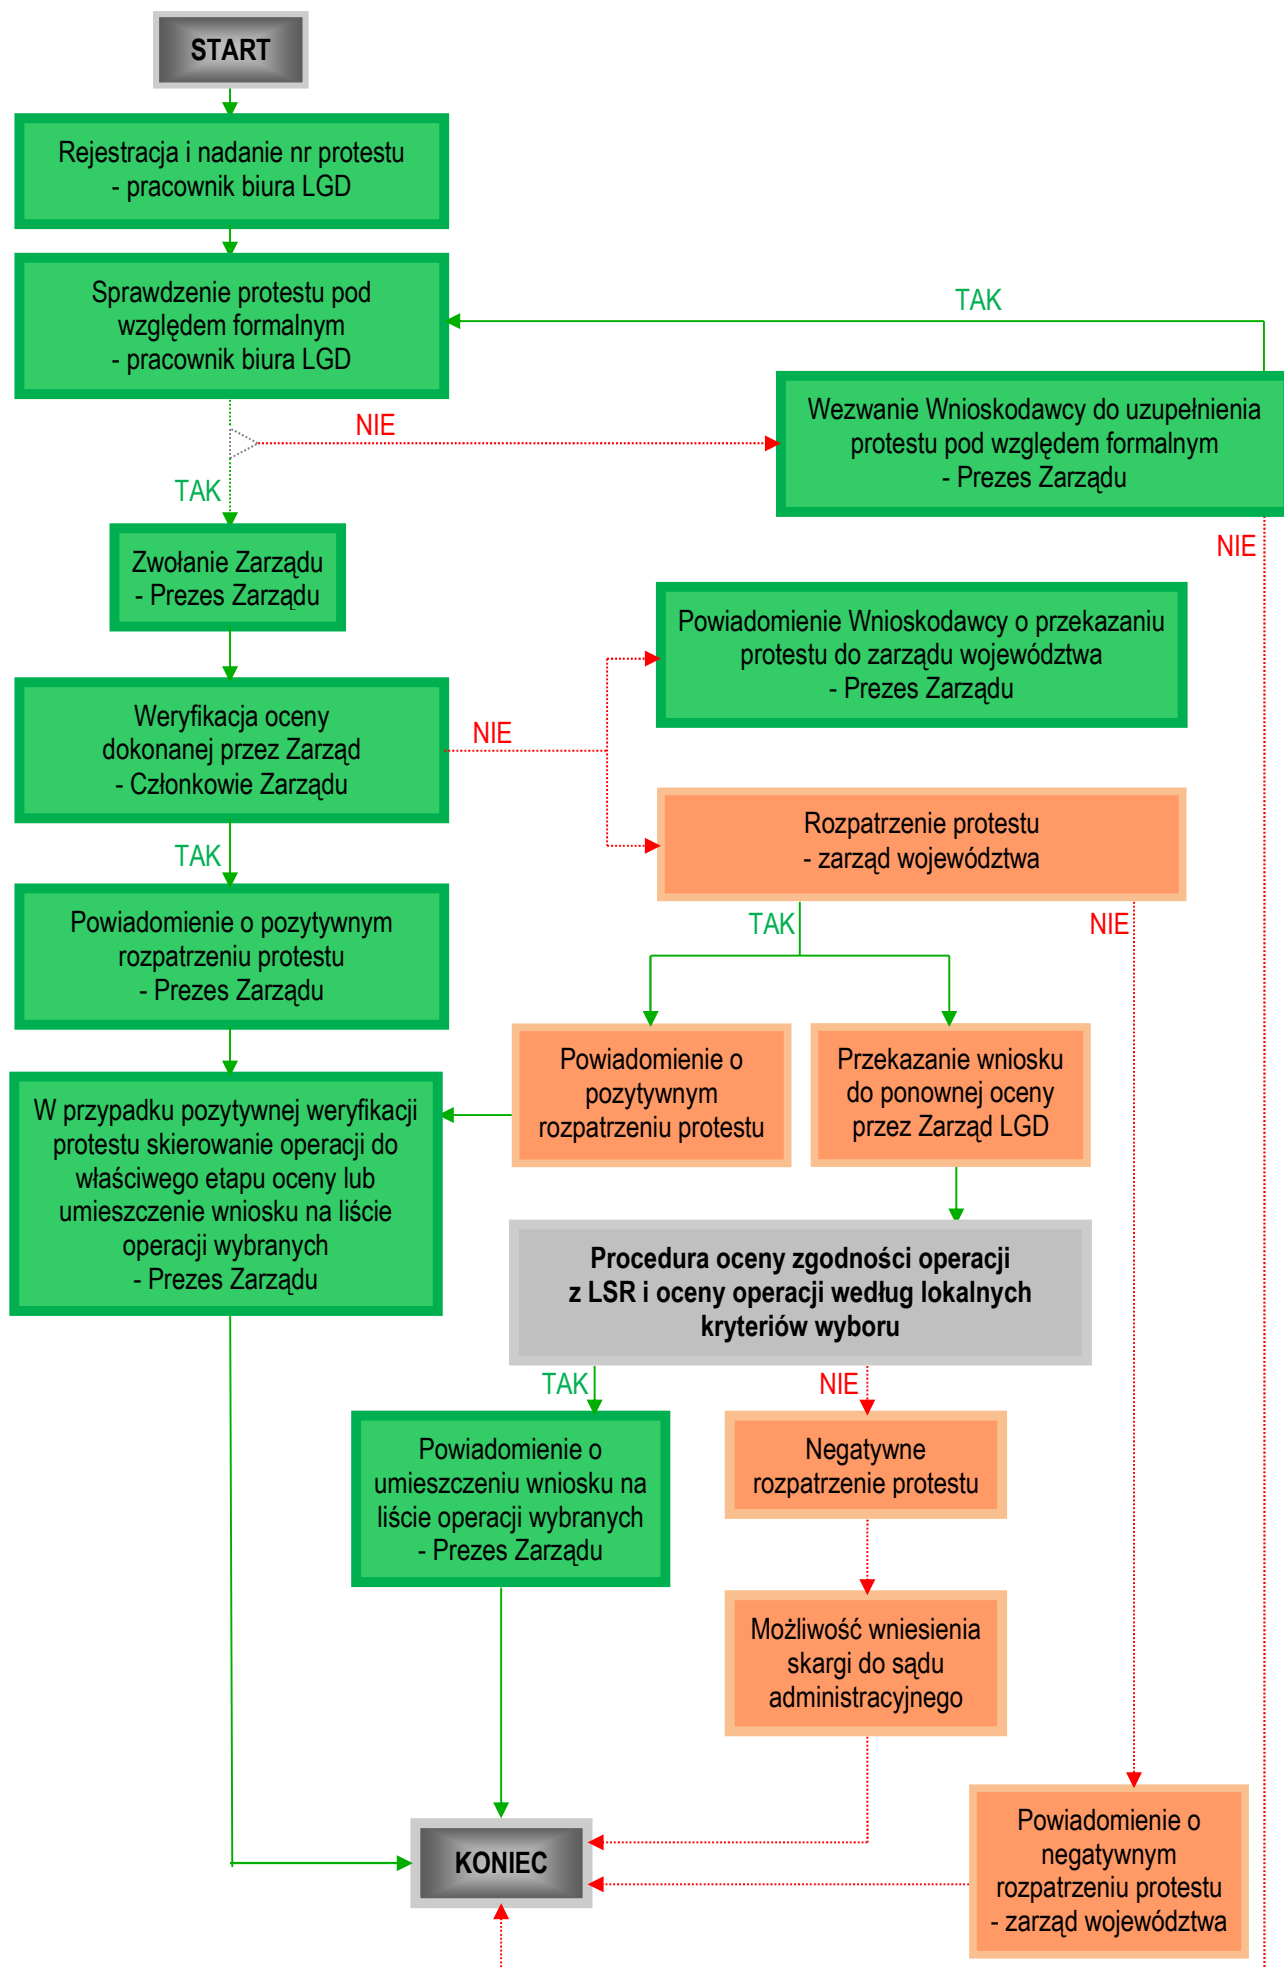 START
Rejestracja i nadanie nr protestu
- pracownik biura LGD
Sprawdzenie protestu pod
względem formalnym
- pracownik biura LGD
TAK
NIE
Wezwanie Wnioskodawcy do uzupełnienia
protestu pod względem formalnym
- Prezes Zarządu
TAK
NIE
Zwołanie Zarządu
- Prezes Zarządu
Powiadomienie Wnioskodawcy o przekazaniu
protestu do zarządu województwa
- Prezes Zarządu
Weryfikacja oceny
dokonanej przez Zarząd
- Członkowie Zarządu
NIE
Rozpatrzenie protestu
- zarząd województwa
TAK
TAK
NIE
Powiadomienie o pozytywnym
rozpatrzeniu protestu
- Prezes Zarządu
Powiadomienie o
pozytywnym
rozpatrzeniu protestu
Przekazanie wniosku
do ponownej oceny
przez Zarząd LGD
W przypadku pozytywnej weryfikacji
protestu skierowanie operacji do
właściwego etapu oceny lub
umieszczenie wniosku na liście
operacji wybranych
- Prezes Zarządu
Procedura oceny zgodności operacji
z LSR i oceny operacji według lokalnych
kryteriów wyboru
TAK
NIE
Powiadomienie o
umieszczeniu wniosku na
liście operacji wybranych
- Prezes Zarządu
Negatywne
rozpatrzenie protestu
Możliwość wniesienia
skargi do sądu
administracyjnego
Powiadomienie o
negatywnym
rozpatrzeniu protestu
- zarząd województwa
KONIEC